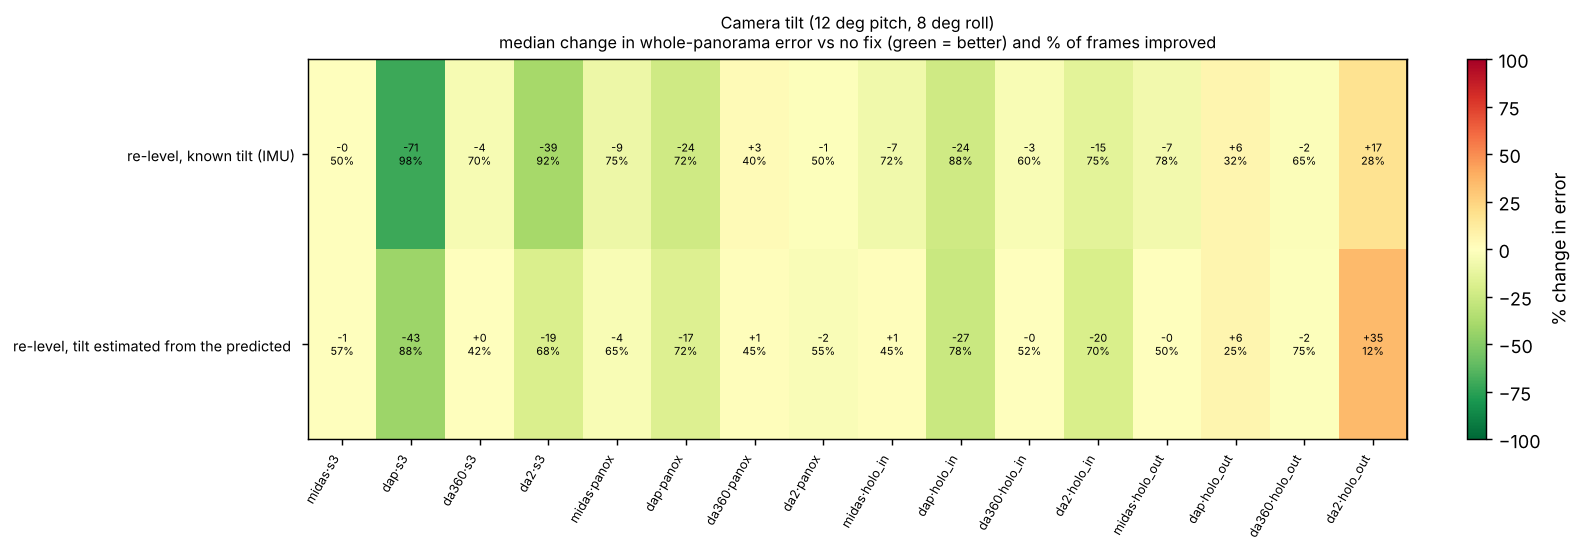 Camera tilt (12 deg pitch, 8 deg roll)
median change in whole-panorama error vs no fix (green = better) and % of frames improved
re-level, known tilt (IMU)
-0 -71 -4 -39 -9 -24 +3 -1 -7 -24 -3 -15 -7 +6 -2 +17
50% 98% 70% 92% 75% 72% 40% 50% 72% 88% 60% 75% 78% 32% 65% 28%
re-level, tilt estimated from the predicted
-1 -43 +0 -19 -4 -17 +1 -2 +1 -27 -0 -20 -0 +6 -2 +35
57% 88% 42% 68% 65% 72% 45% 55% 45% 78% 52% 70% 50% 25% 75% 12%
midas·s3
dap·s3
da360·s3
da2·s3
midas·panox
dap·panox
da360·panox
da2·panox
midas·holo_in
dap·holo_in
da360·holo_in
da2·holo_in
midas·holo_out
dap·holo_out
da360·holo_out
da2·holo_out
100
75
50
25
0
−25
−50
−75
−100
% change in error